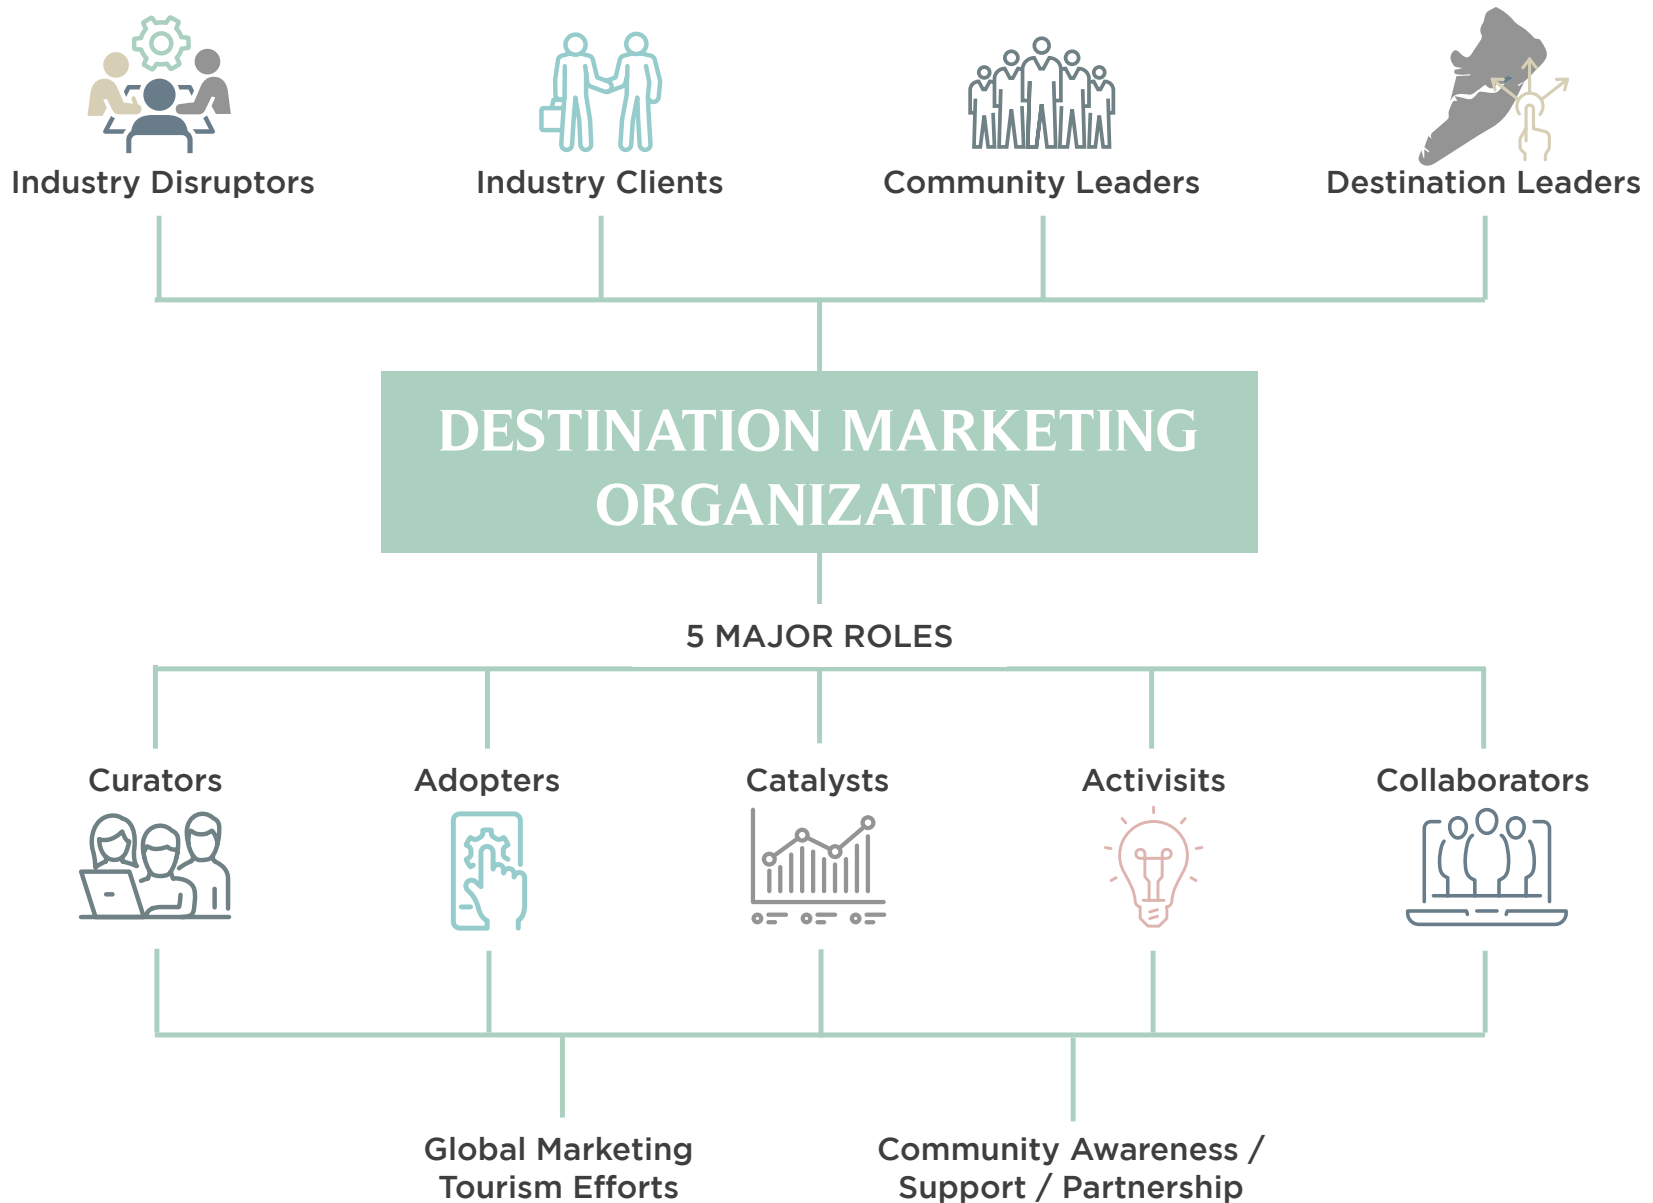 Industry Disruptors
Industry Clients
Community Leaders
Destination Leaders
DESTINATION MARKETING
ORGANIZATION
5 MAJOR ROLES
Curators
Adopters
Catalysts
Activisits
Collaborators
Global Marketing
Tourism Efforts
Community Awareness /
Support / Partnership